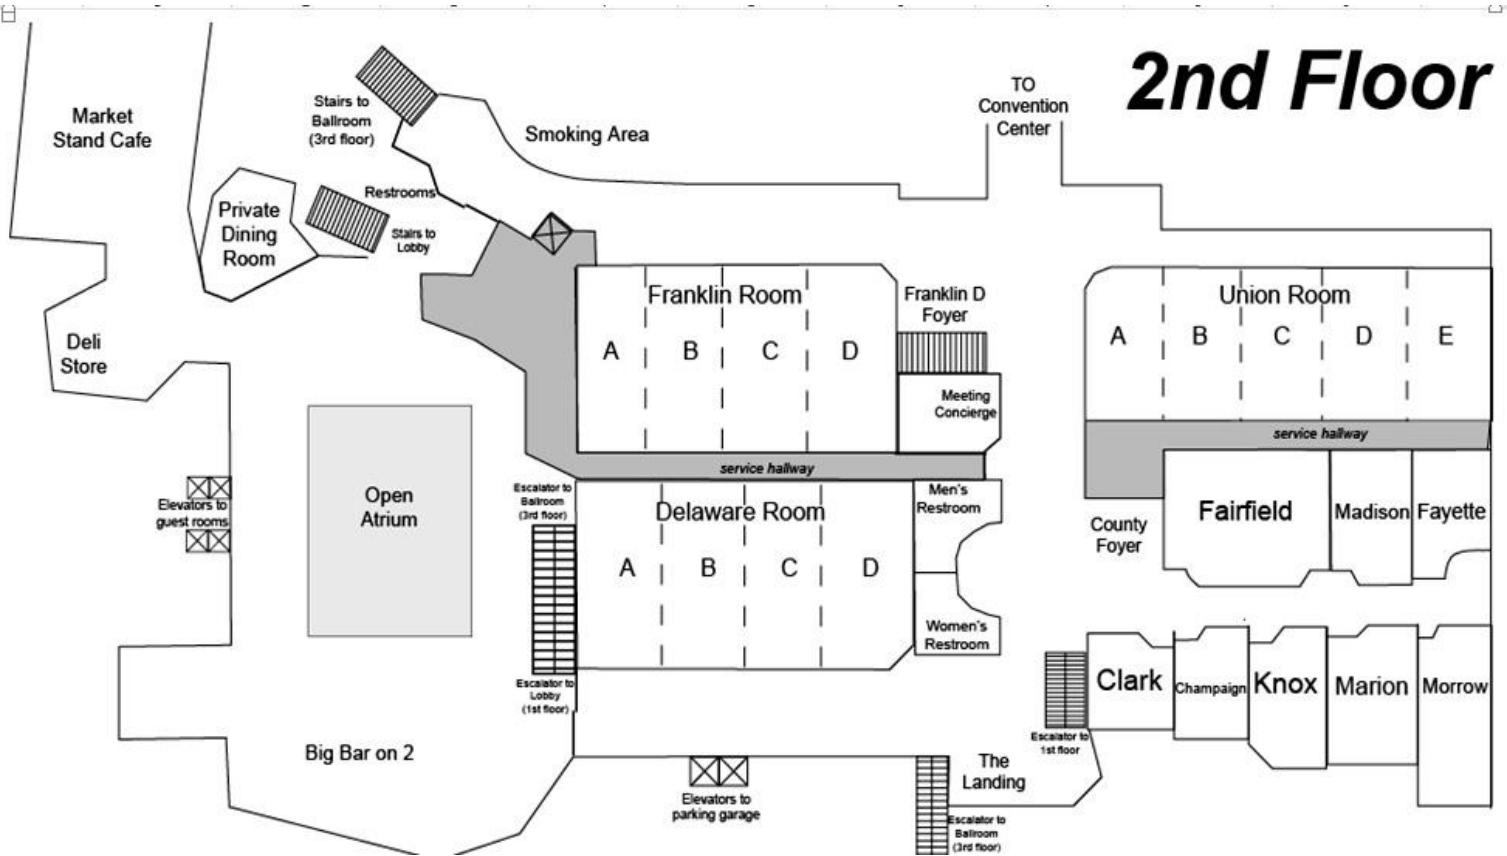 2nd Floor
Market
Stand Cafe
Stairs to
Ballroom
(3rd floor)
Smoking Area
TO
Convention
Center
Restrooms
Private
Dining
Room
Stairs to
Lobby
Deli
Store
Franklin Room
A
B
C
D
Franklin D
Foyer
Meeting
Concierge
Union Room
A
B
C
D
E
service hallway
service hallway
Open
Atrium
Elevators to
guest rooms
Escalator to
Ballroom
(3rd floor)
Delaware Room
A
B
C
D
Men's
Restroom
Women's
Restroom
County
Foyer
Fairfield
Madison
Fayette
Escalator to
Lobby
(1st floor)
Clark
Champaign
Knox
Marion
Morrow
Escalator to
1st floor
Big Bar on 2
Elevators to
parking garage
The
Landing
Escalator to
Ballroom
(3rd floor)